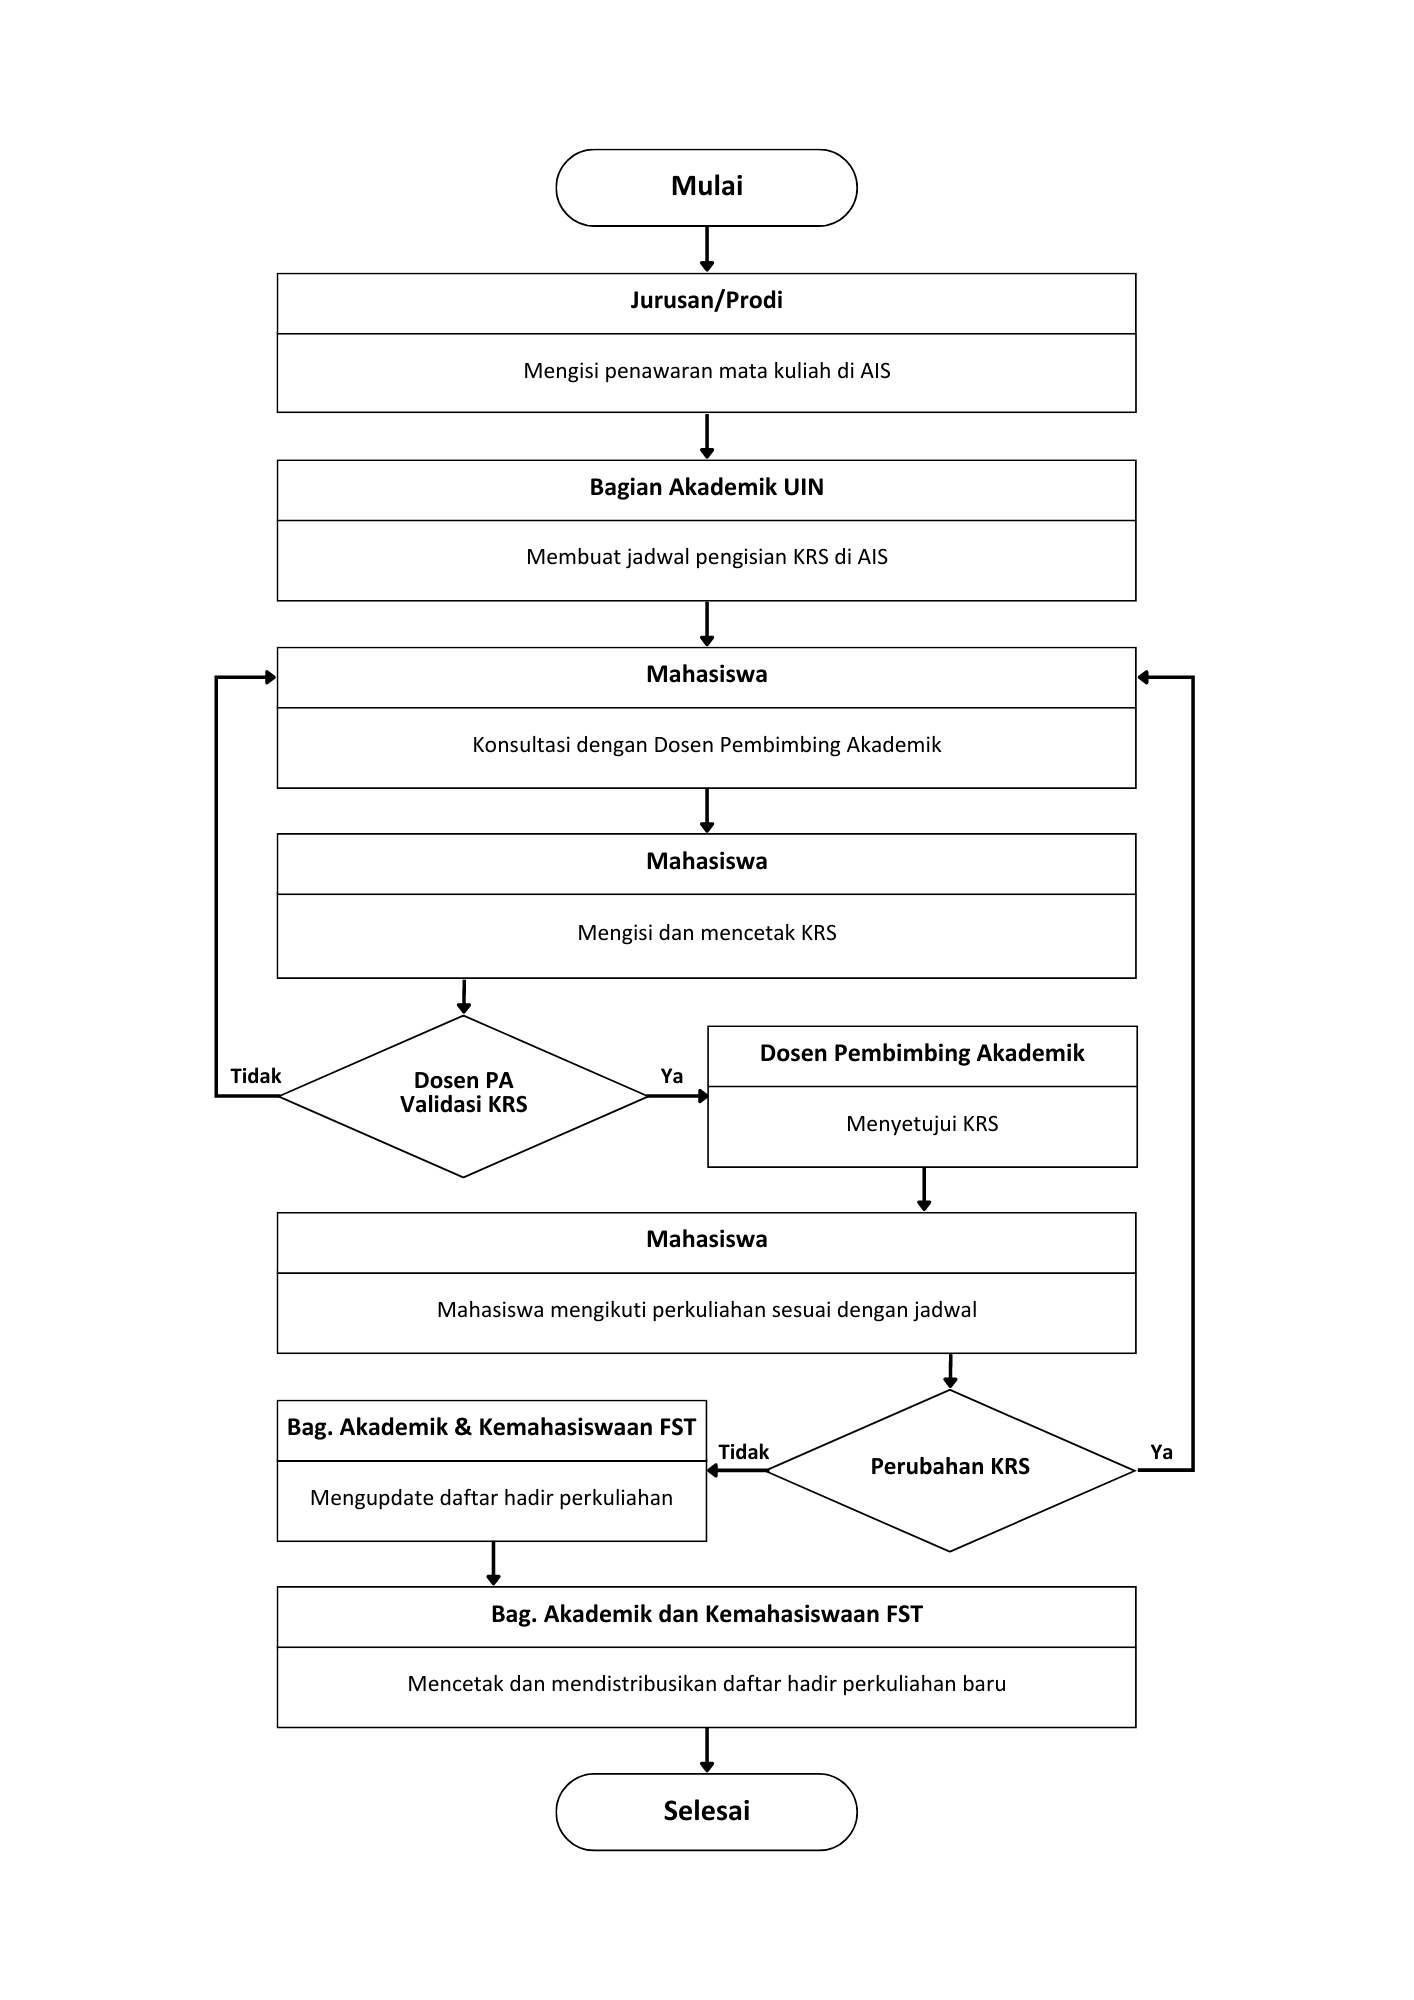 Mulai
Jurusan/Prodi
Mengisi penawaran mata kuliah di AIS
Bagian Akademik UIN
Membuat jadwal pengisian KRS di AIS
Mahasiswa
Konsultasi dengan Dosen Pembimbing Akademik
Mahasiswa
Mengisi dan mencetak KRS
Tidak
Dosen PA
Validasi KRS
Ya
Dosen Pembimbing Akademik
Menyetujui KRS
Mahasiswa
Mahasiswa mengikuti perkuliahan sesuai dengan jadwal
Bag. Akademik & Kemahasiswaan FST
Mengupdate daftar hadir perkuliahan
Tidak
Perubahan KRS
Ya
Bag. Akademik dan Kemahasiswaan FST
Mencetak dan mendistribusikan daftar hadir perkuliahan baru
Selesai